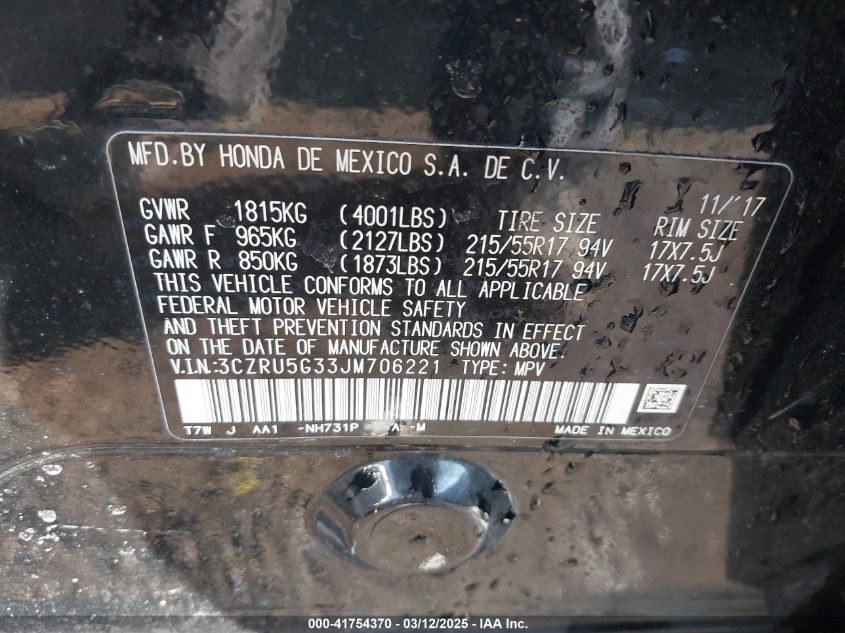 MFD.BY HONDA DE MEXICO S.A. DE C.V.
11/'17
GVWR 1815KG (4001LBS) TIRE SIZE RIM SIZE
GAWR F 965KG (2127LBS) 215/55R17 94V 17X7.5J
GAWR R 850KG (1873LBS) 215/55R17 94V 17X7.5J
THIS VEHICLE CONFORMS TO ALL APPLICABLE
FEDERAL MOTOR VEHICLE SAFETY
AND THEFT PREVENTION STANDARDS IN EFFECT
ON THE DATE OF MANUFACTURE SHOWN ABOVE.
V.I.N.:3CZRU5G33JM706221 TYPE: MPV
T7W J AA1 -NH731P A -M MADE IN MEXICO
000-41754370 - 03/12/2025 - IAA Inc.